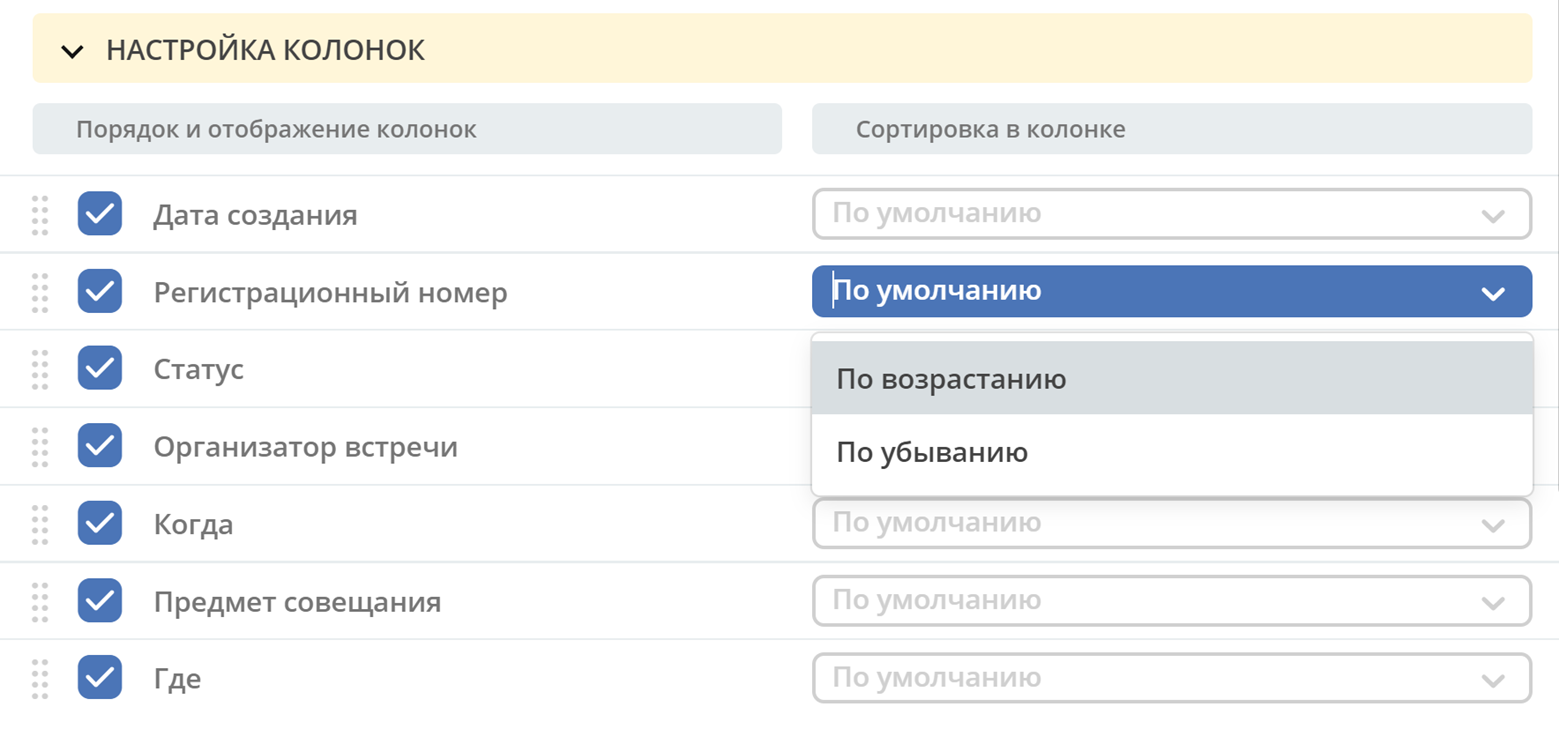 НАСТРОЙКА КОЛОНОК
Порядок и отображение колонок
Сортировка в колонке
Дата создания
По умолчанию
Регистрационный номер
По умолчанию
Статус
По возрастанию
Организатор встречи
По убыванию
Когда
По умолчанию
Предмет совещания
По умолчанию
Где
По умолчанию